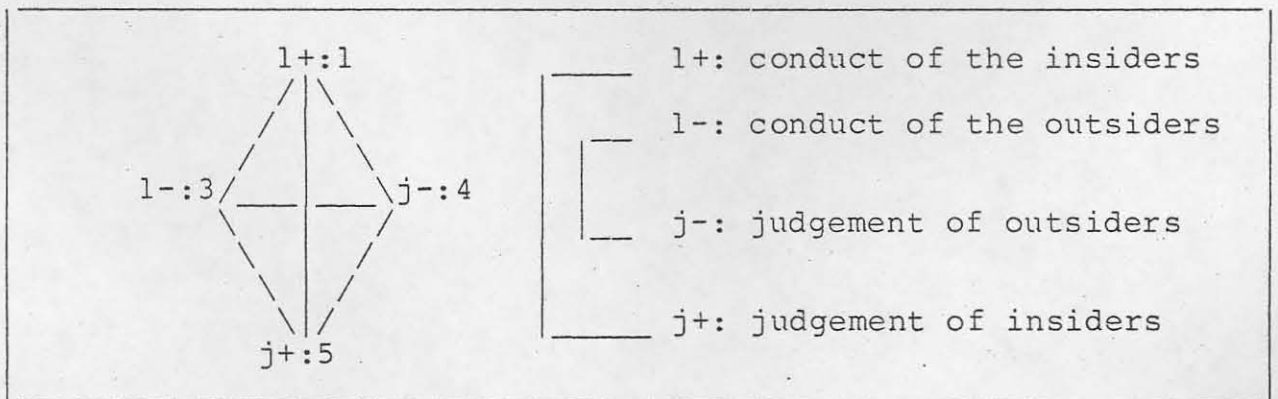 l+:1
l+: conduct of the insiders
l-: conduct of the outsiders
l-:3
j-:4
j-: judgement of outsiders
j+: judgement of insiders
j+:5